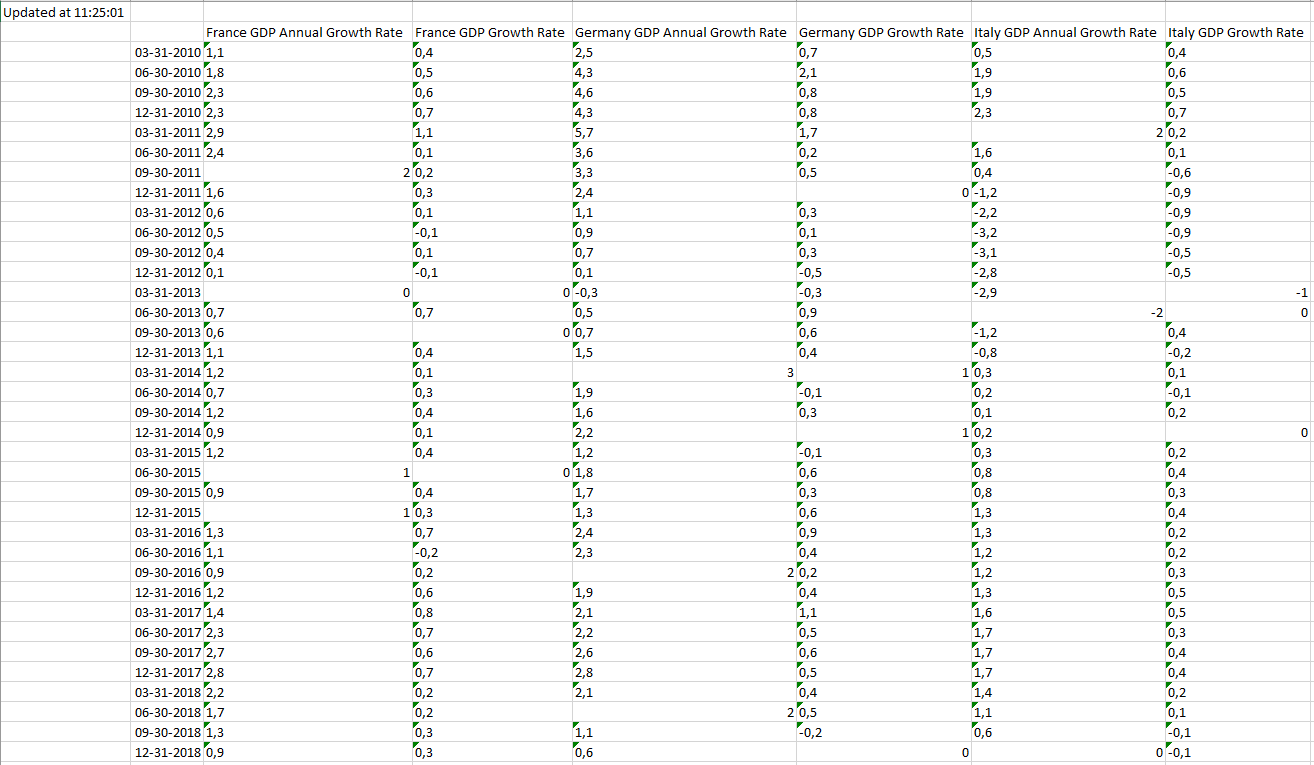 Updated at 11:25:01
France GDP Annual Growth Rate France GDP Growth Rate Germany GDP Annual Growth Rate Germany GDP Growth Rate Italy GDP Annual Growth Rate Italy GDP Growth Rate
03-31-2010 1,1 0,4 2,5 0,7 0,5 0,4
06-30-2010 1,8 0,5 4,3 2,1 1,9 0,6
09-30-2010 2,3 0,6 4,6 0,8 1,9 0,5
12-31-2010 2,3 0,7 4,3 0,8 2,3 0,7
03-31-2011 2,9 1,1 5,7 1,7 2 0,2
06-30-2011 2,4 0,1 3,6 0,2 1,6 0,1
09-30-2011 2 0,2 3,3 0,5 0,4 -0,6
12-31-2011 1,6 0,3 2,4 0 -1,2 -0,9
03-31-2012 0,6 0,1 1,1 0,3 -2,2 -0,9
06-30-2012 0,5 -0,1 0,9 0,1 -3,2 -0,9
09-30-2012 0,4 0,1 0,7 0,3 -3,1 -0,5
12-31-2012 0,1 -0,1 0,1 -0,5 -2,8 -0,5
03-31-2013 0 0 -0,3 -0,3 -2,9 -1
06-30-2013 0,7 0,7 0,5 0,9 -2 0
09-30-2013 0,6 0 0,7 0,6 -1,2 0,4
12-31-2013 1,1 0,4 1,5 0,4 -0,8 -0,2
03-31-2014 1,2 0,1 3 1 0,3 0,1
06-30-2014 0,7 0,3 1,9 -0,1 0,2 -0,1
09-30-2014 1,2 0,4 1,6 0,3 0,1 0,2
12-31-2014 0,9 0,1 2,2 1 0,2 0
03-31-2015 1,2 0,4 1,2 -0,1 0,3 0,2
06-30-2015 1 0 1,8 0,6 0,8 0,4
09-30-2015 0,9 0,4 1,7 0,3 0,8 0,3
12-31-2015 1 0,3 1,3 0,6 1,3 0,4
03-31-2016 1,3 0,7 2,4 0,9 1,3 0,2
06-30-2016 1,1 -0,2 2,3 0,4 1,2 0,2
09-30-2016 0,9 0,2 2 0,2 1,2 0,3
12-31-2016 1,2 0,6 1,9 0,4 1,3 0,5
03-31-2017 1,4 0,8 2,1 1,1 1,6 0,5
06-30-2017 2,3 0,7 2,2 0,5 1,7 0,3
09-30-2017 2,7 0,6 2,6 0,6 1,7 0,4
12-31-2017 2,8 0,7 2,8 0,5 1,7 0,4
03-31-2018 2,2 0,2 2,1 0,4 1,4 0,2
06-30-2018 1,7 0,2 2 0,5 1,1 0,1
09-30-2018 1,3 0,3 1,1 -0,2 0,6 -0,1
12-31-2018 0,9 0,3 0,6 0 0 -0,1